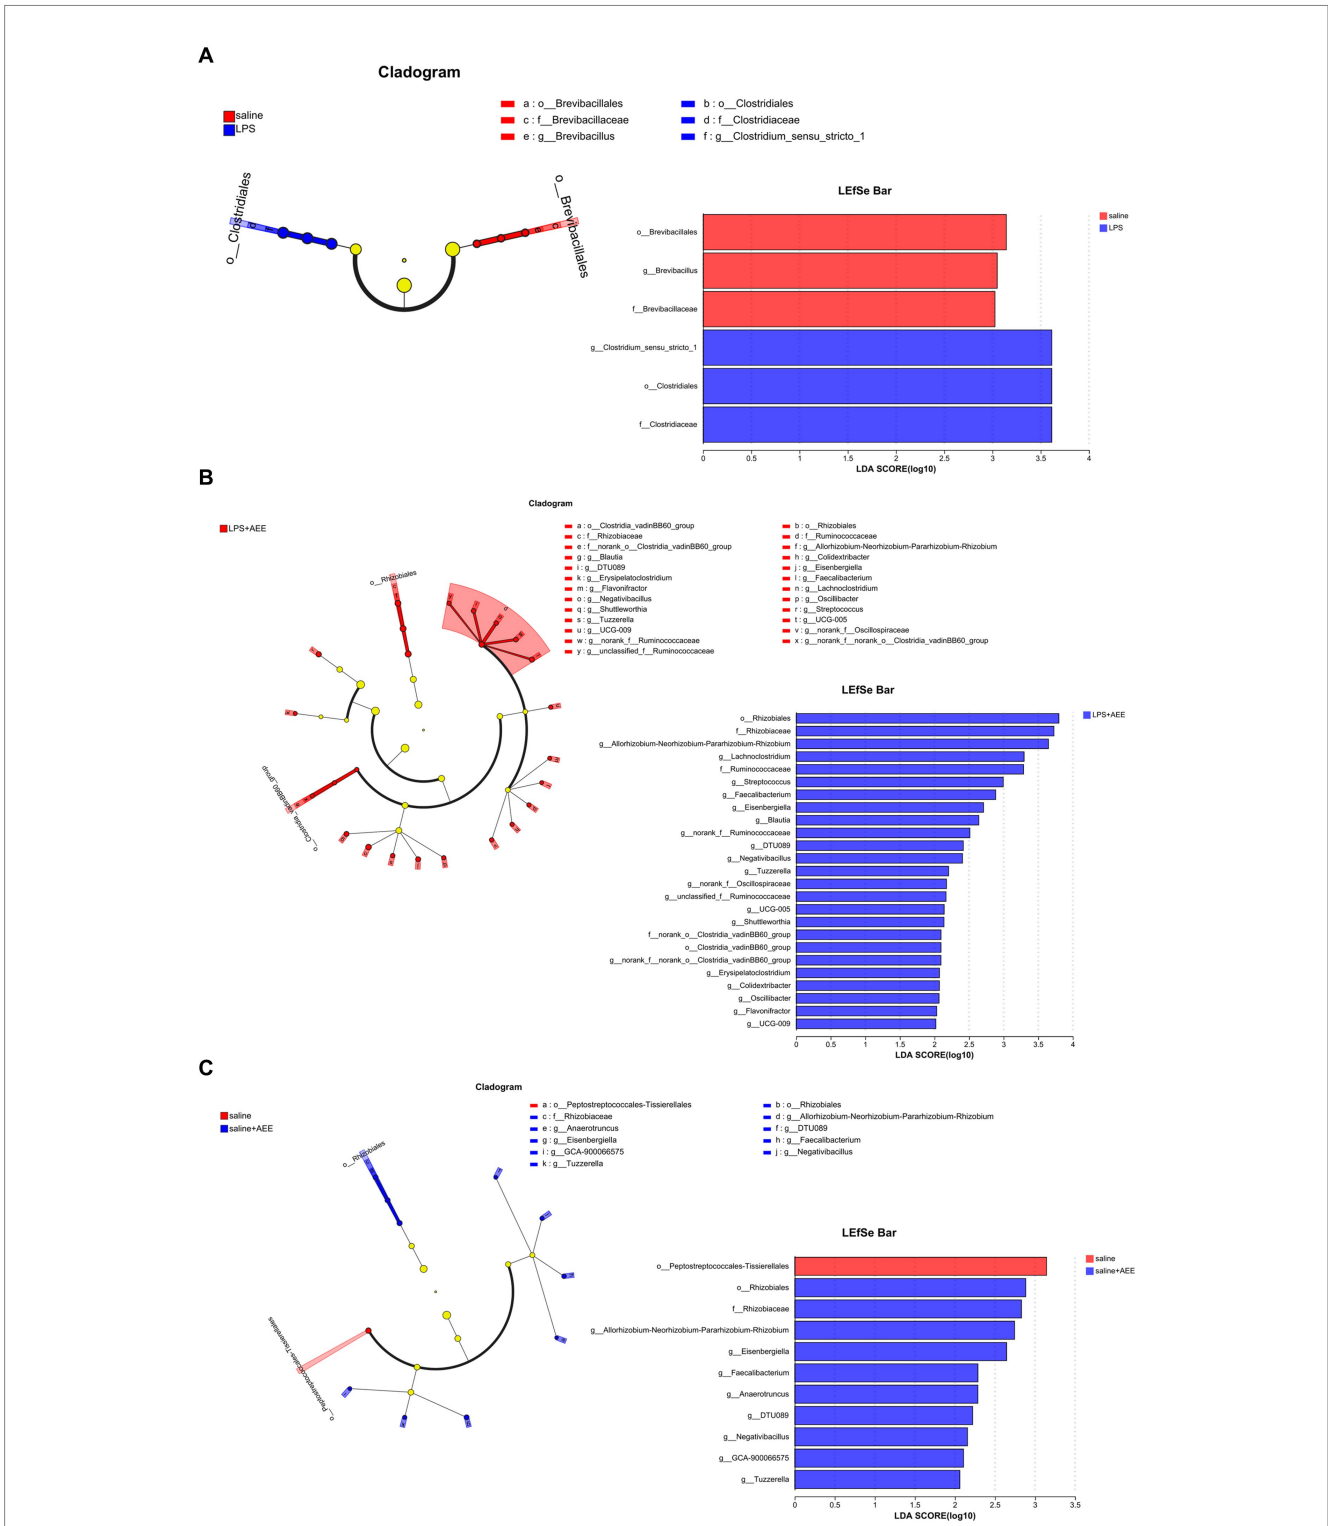 A
Cladogram
saline
LPS
a : o__Brevibacillales
c : f__Brevibacillaceae
e : g__Brevibacillus
b : o__Clostridiales
d : f__Clostridiaceae
f : g__Clostridium_sensu_stricto_1
o__Clostridiales
o__Brevibacillales
LEfSe Bar
saline
LPS
o__Brevibacillales
g__Brevibacillus
f__Brevibacillaceae
g__Clostridium_sensu_stricto_1
o__Clostridiales
f__Clostridiaceae
0 0.5 1 1.5 2 2.5 3 3.5 4
LDA SCORE(log10)
B
Cladogram
LPS+AEE
a : o__Clostridia_vadinBB60_group
c : f__Rhizobiaceae
e : f__norank_o__Clostridia_vadinBB60_group
g : g__Blautia
i : g__DTU089
k : g__Erysipelatoclostridium
m : g__Flavonifractor
o : g__Negativibacillus
q : g__Shuttleworthia
s : g__Tuzzerella
u : g__UCG-009
w : g__norank_f__Ruminococcaceae
y : g__unclassified_f__Ruminococcaceae
b : o__Rhizobiales
d : f__Ruminococcaceae
f : g__Allorhizobium-Neorhizobium-Pararhizobium-Rhizobium
h : g__Colidextribacter
j : g__Eisenbergiella
l : g__Faecalibacterium
n : g__Lachnoclostridium
p : g__Oscillibacter
r : g__Streptococcus
t : g__UCG-005
v : g__norank_f__Oscillospiraceae
x : g__norank_f__norank_o__Clostridia_vadinBB60_group
o__Rhizobiales
o__Clostridia_vadinBB60_group
LEfSe Bar
LPS+AEE
o__Rhizobiales
f__Rhizobiaceae
g__Allorhizobium-Neorhizobium-Pararhizobium-Rhizobium
g__Lachnoclostridium
f__Ruminococcaceae
g__Streptococcus
g__Faecalibacterium
g__Eisenbergiella
g__Blautia
g__norank_f__Ruminococcaceae
g__DTU089
g__Negativibacillus
g__Tuzzerella
g__norank_f__Oscillospiraceae
g__unclassified_f__Ruminococcaceae
g__UCG-005
g__Shuttleworthia
f__norank_o__Clostridia_vadinBB60_group
o__Clostridia_vadinBB60_group
g__norank_f__norank_o__Clostridia_vadinBB60_group
g__Erysipelatoclostridium
g__Colidextribacter
g__Oscillibacter
g__Flavonifractor
g__UCG-009
0 0.5 1 1.5 2 2.5 3 3.5 4
LDA SCORE(log10)
C
Cladogram
saline
saline+AEE
a : o__Peptostreptococcales-Tissierellales
c : f__Rhizobiaceae
e : g__Anaerotruncus
g : g__Eisenbergiella
i : g__GCA-900066575
k : g__Tuzzerella
b : o__Rhizobiales
d : g__Allorhizobium-Neorhizobium-Pararhizobium-Rhizobium
f : g__DTU089
h : g__Faecalibacterium
j : g__Negativibacillus
o__Rhizobiales
o__Peptostreptococcales-Tissierellales
LEfSe Bar
saline
saline+AEE
o__Peptostreptococcales-Tissierellales
o__Rhizobiales
f__Rhizobiaceae
g__Allorhizobium-Neorhizobium-Pararhizobium-Rhizobium
g__Eisenbergiella
g__Faecalibacterium
g__Anaerotruncus
g__DTU089
g__Negativibacillus
g__GCA-900066575
g__Tuzzerella
0 0.5 1 1.5 2 2.5 3 3.5
LDA SCORE(log10)